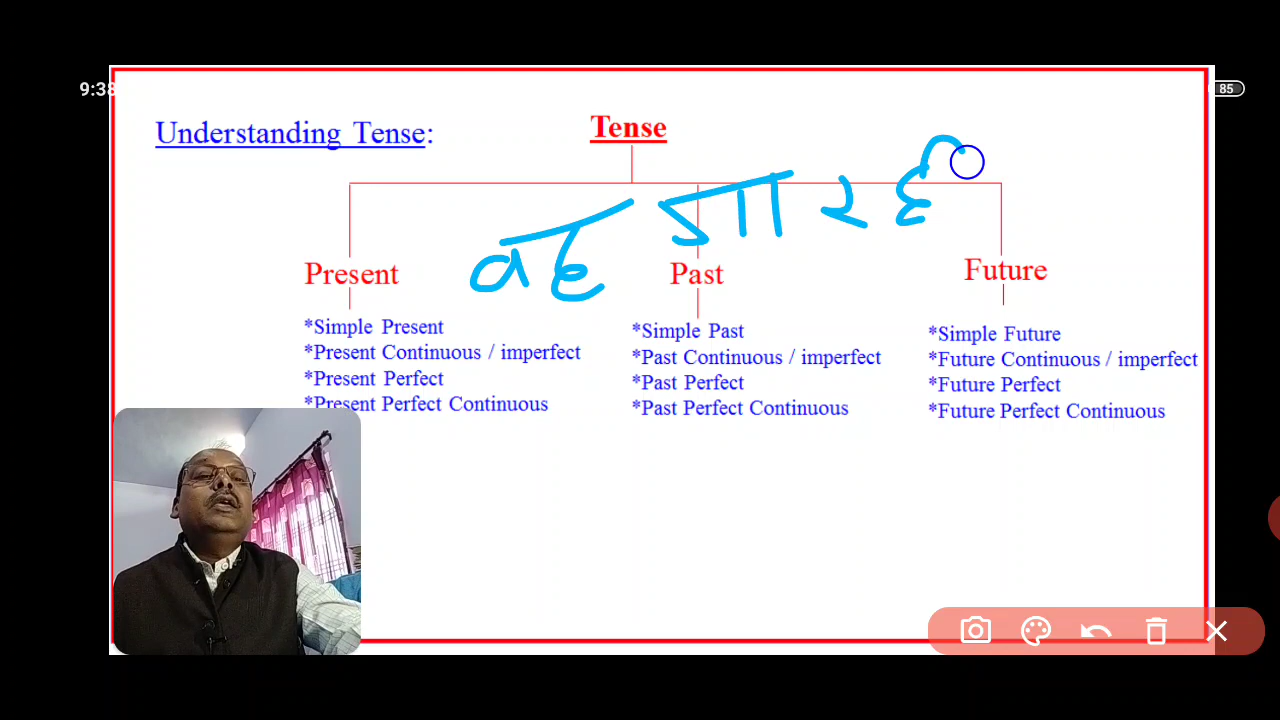 9:38
85
Understanding Tense:
Tense
वह जा रही
Present
Past
Future
*Simple Present
*Present Continuous / imperfect
*Present Perfect
*Present Perfect Continuous
*Simple Past
*Past Continuous / imperfect
*Past Perfect
*Past Perfect Continuous
*Simple Future
*Future Continuous / imperfect
*Future Perfect
*Future Perfect Continuous